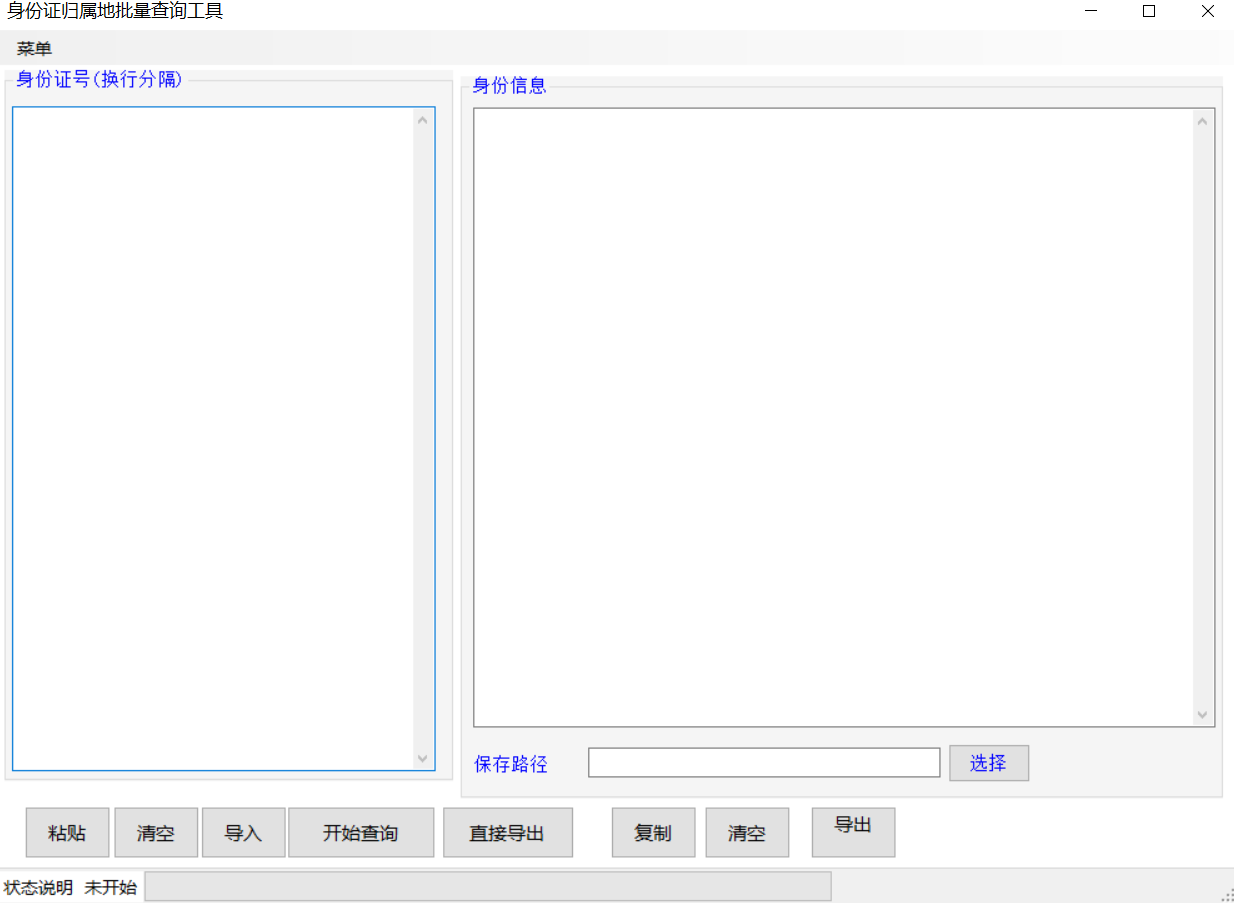 身份证归属地批量查询工具
菜单
身份证号(换行分隔)
身份信息
保存路径
选择
粘贴 清空 导入 开始查询 直接导出 复制 清空 导出
状态说明 未开始